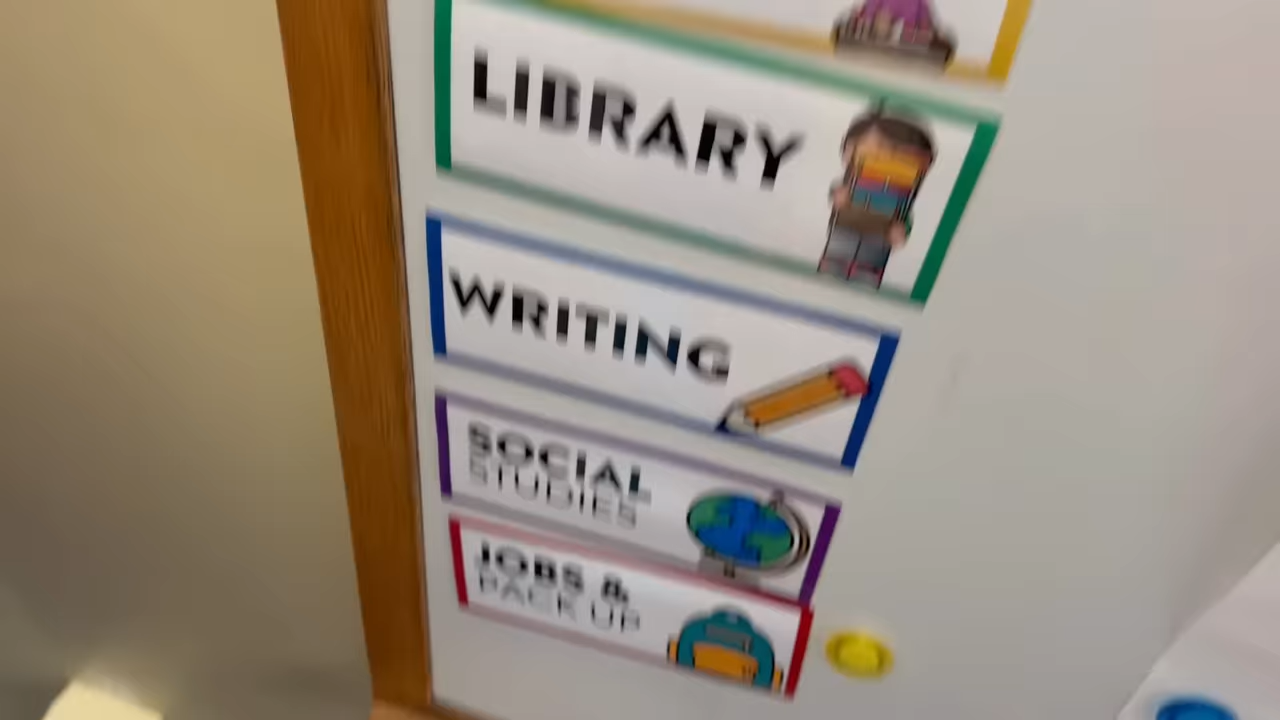 LIBRARY
WRITING
SOCIAL
STUDIES
JOBS &
PACK UP